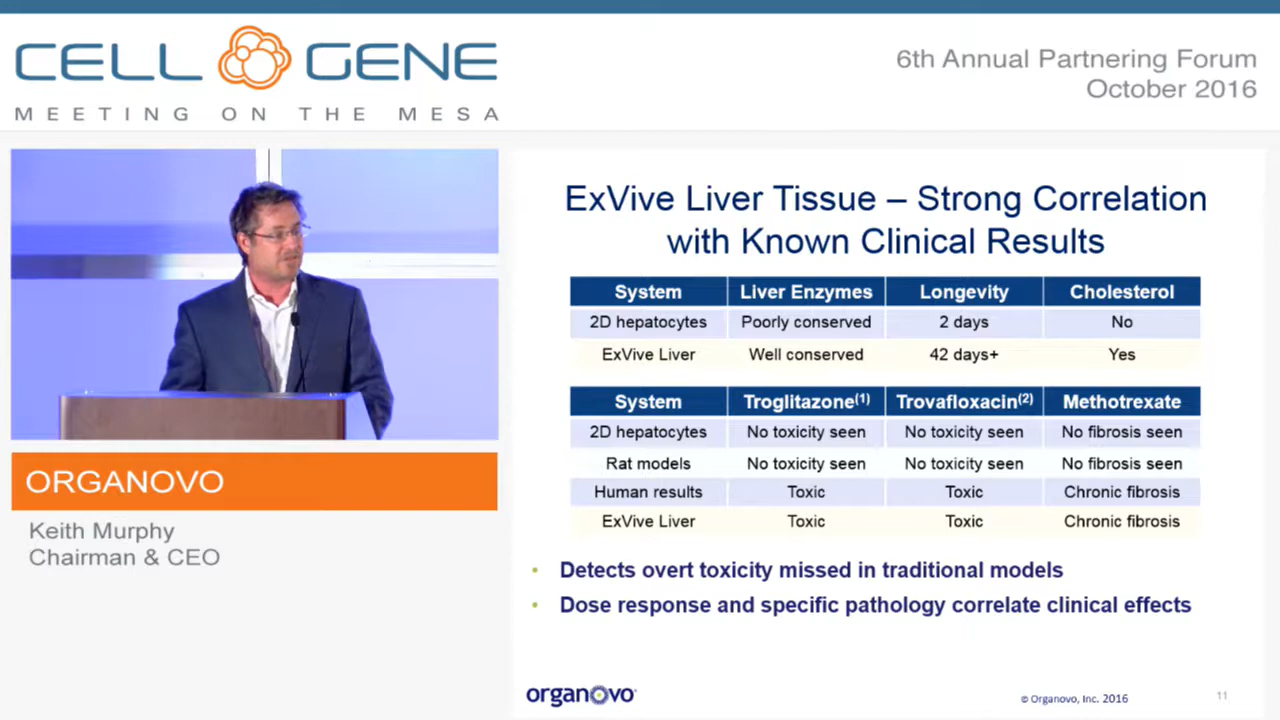 CELL GENE
MEETING ON THE MESA
6th Annual Partnering Forum
October 2016
ORGANOVO
Keith Murphy
Chairman & CEO
ExVive Liver Tissue – Strong Correlation
with Known Clinical Results
System Liver Enzymes Longevity Cholesterol
2D hepatocytes Poorly conserved 2 days No
ExVive Liver Well conserved 42 days+ Yes
System Troglitazone(1) Trovafloxacin(2) Methotrexate
2D hepatocytes No toxicity seen No toxicity seen No fibrosis seen
Rat models No toxicity seen No toxicity seen No fibrosis seen
Human results Toxic Toxic Chronic fibrosis
ExVive Liver Toxic Toxic Chronic fibrosis
• Detects overt toxicity missed in traditional models
• Dose response and specific pathology correlate clinical effects
organovo
© Organovo, Inc. 2016
11